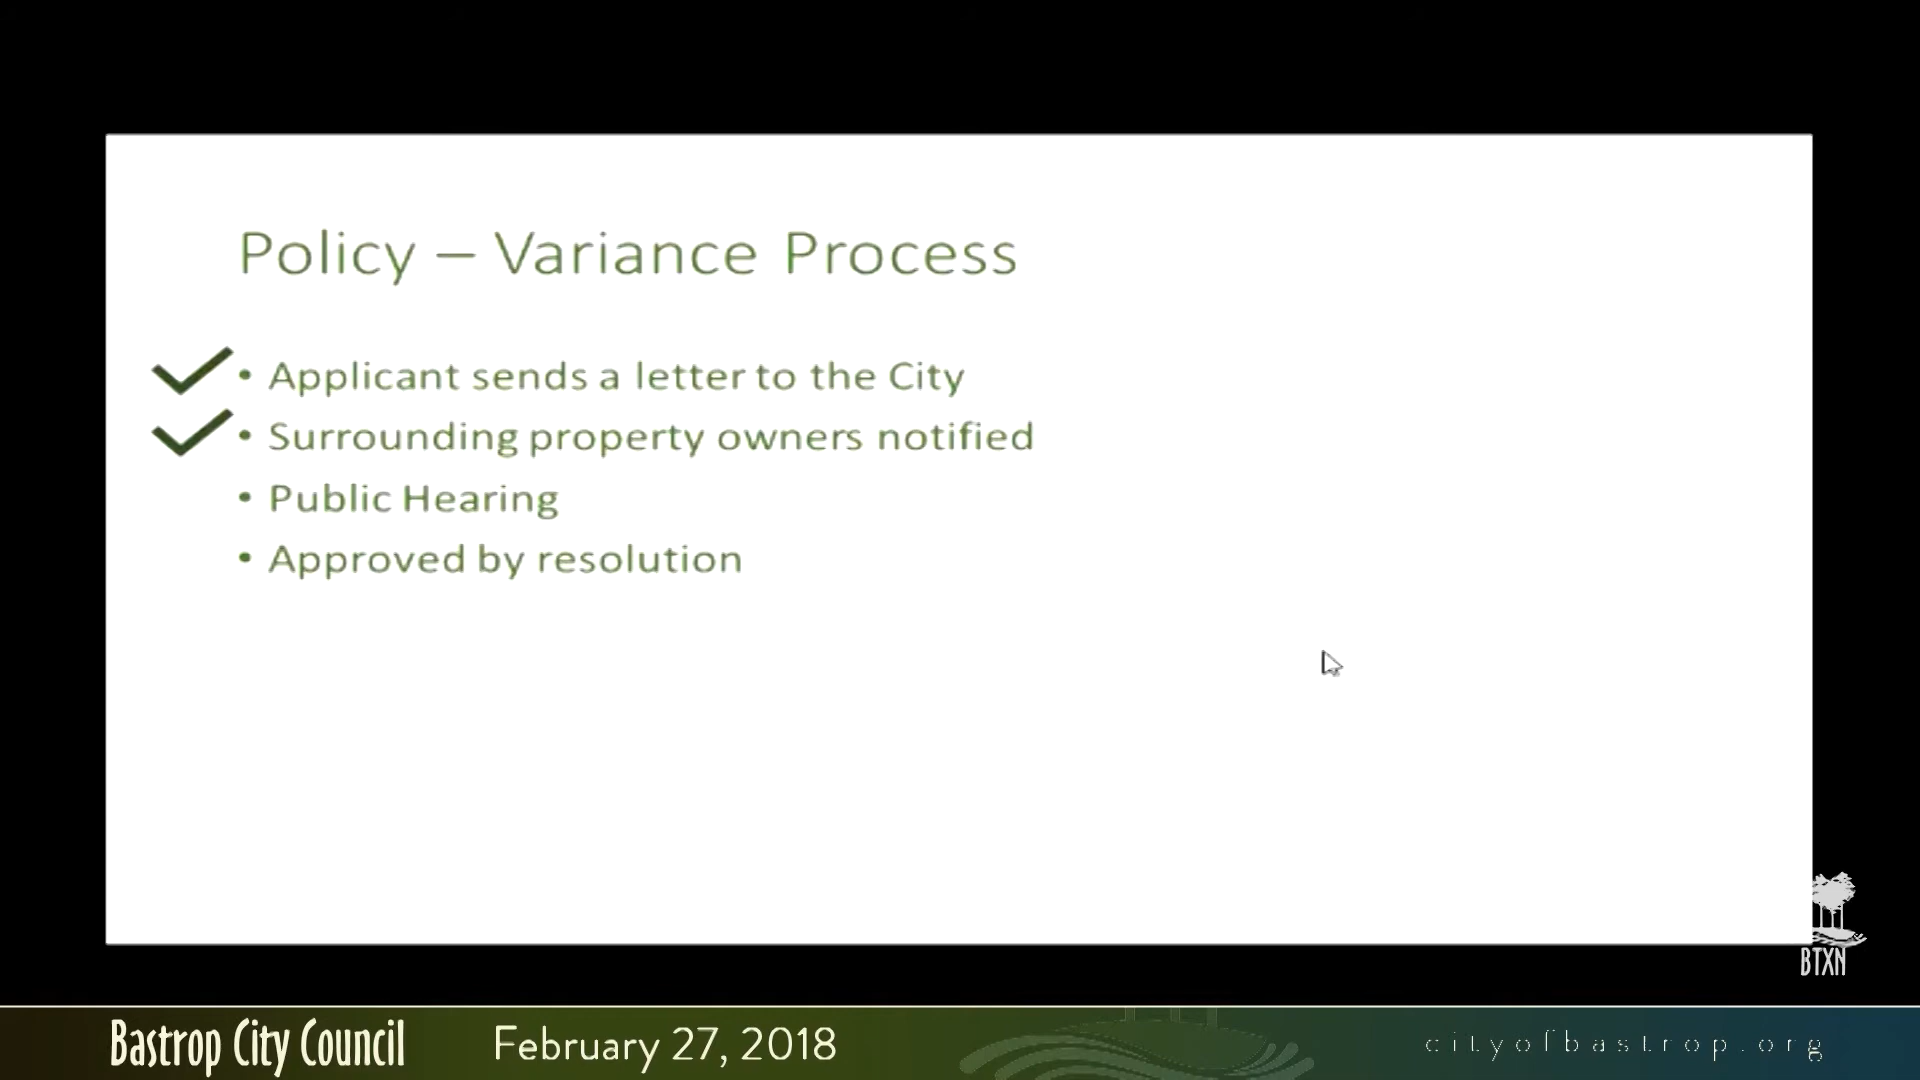 Policy – Variance Process
• Applicant sends a letter to the City
• Surrounding property owners notified
• Public Hearing
• Approved by resolution
BTXN
Bastrop City Council
February 27, 2018
cityofbastrop.org